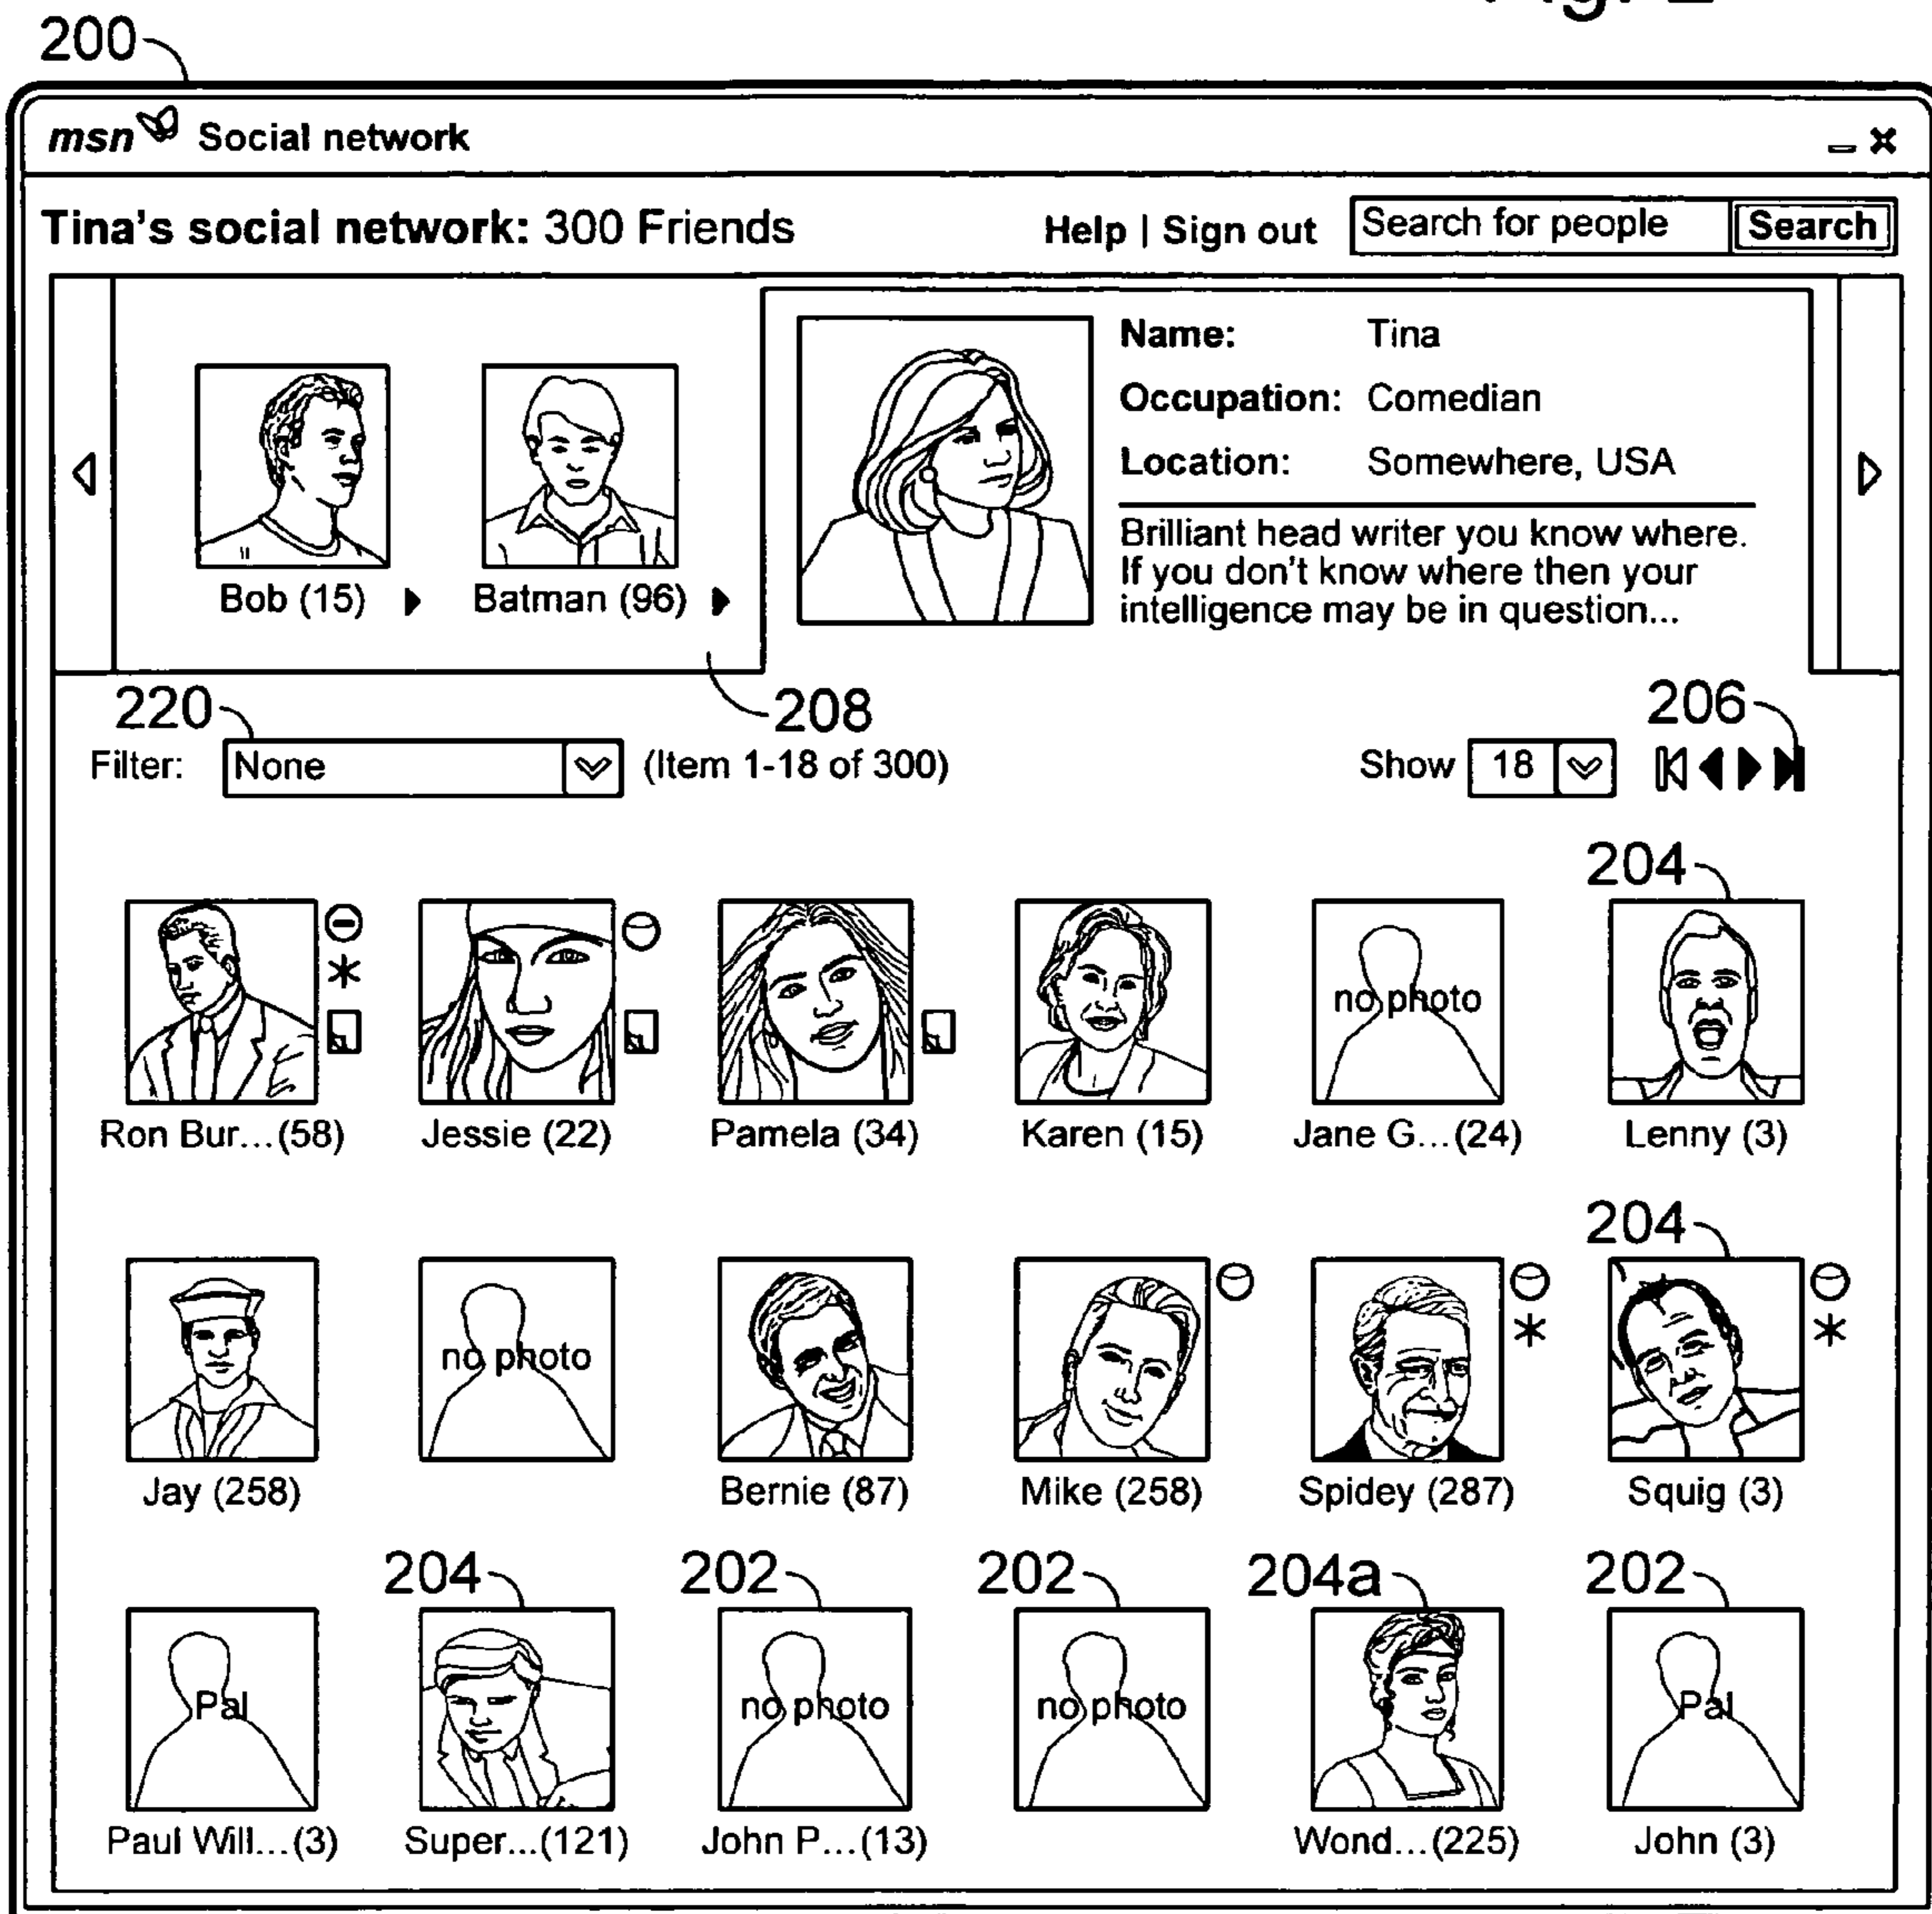 Fig. 2
200
msn Social network
Tina's social network: 300 Friends Help | Sign out Search for people Search
Name: Tina
Occupation: Comedian
Location: Somewhere, USA
Brilliant head writer you know where.
If you don't know where then your
intelligence may be in question...
Bob (15) Batman (96)
220 208 206
Filter: None (Item 1-18 of 300) Show 18
204
no photo
Ron Bur...(58) Jessie (22) Pamela (34) Karen (15) Jane G...(24) Lenny (3)
204
no photo
Jay (258) Bernie (87) Mike (258) Spidey (287) Squig (3)
204 202 202 204a 202
Pal no photo no photo Pal
Paul Will...(3) Super...(121) John P...(13) Wond...(225) John (3)